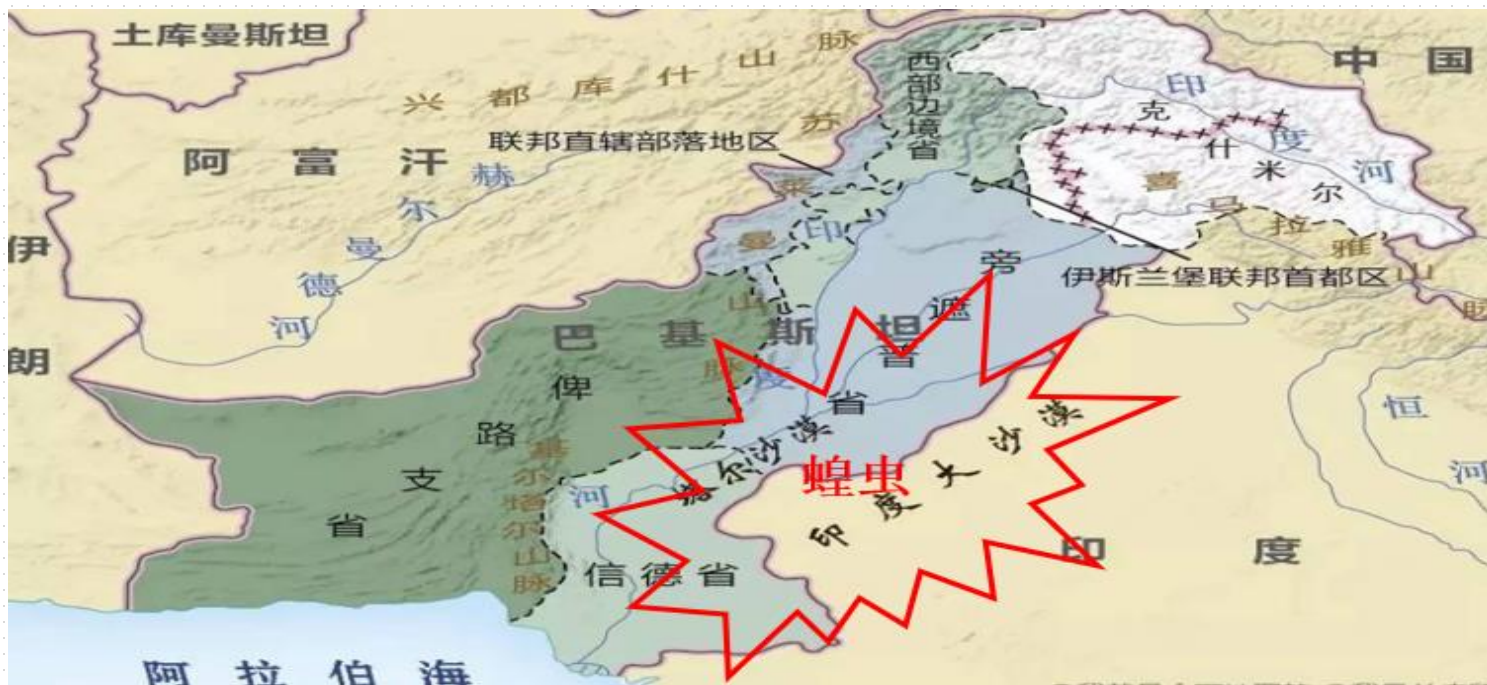 土库曼斯坦
中国
兴都库什山脉
西部边境省
苏莱曼山脉
联邦直辖部落地区
阿富汗
赫尔曼德河
印度河
克什米尔
喜马拉雅山脉
伊朗
伊斯兰堡联邦首都区
旁遮普省
巴基斯坦
印度河
俾路支省
基尔塔尔山脉
尔沙漠
蝗虫
印度大沙漠
恒河
信德省
印度
阿拉伯海